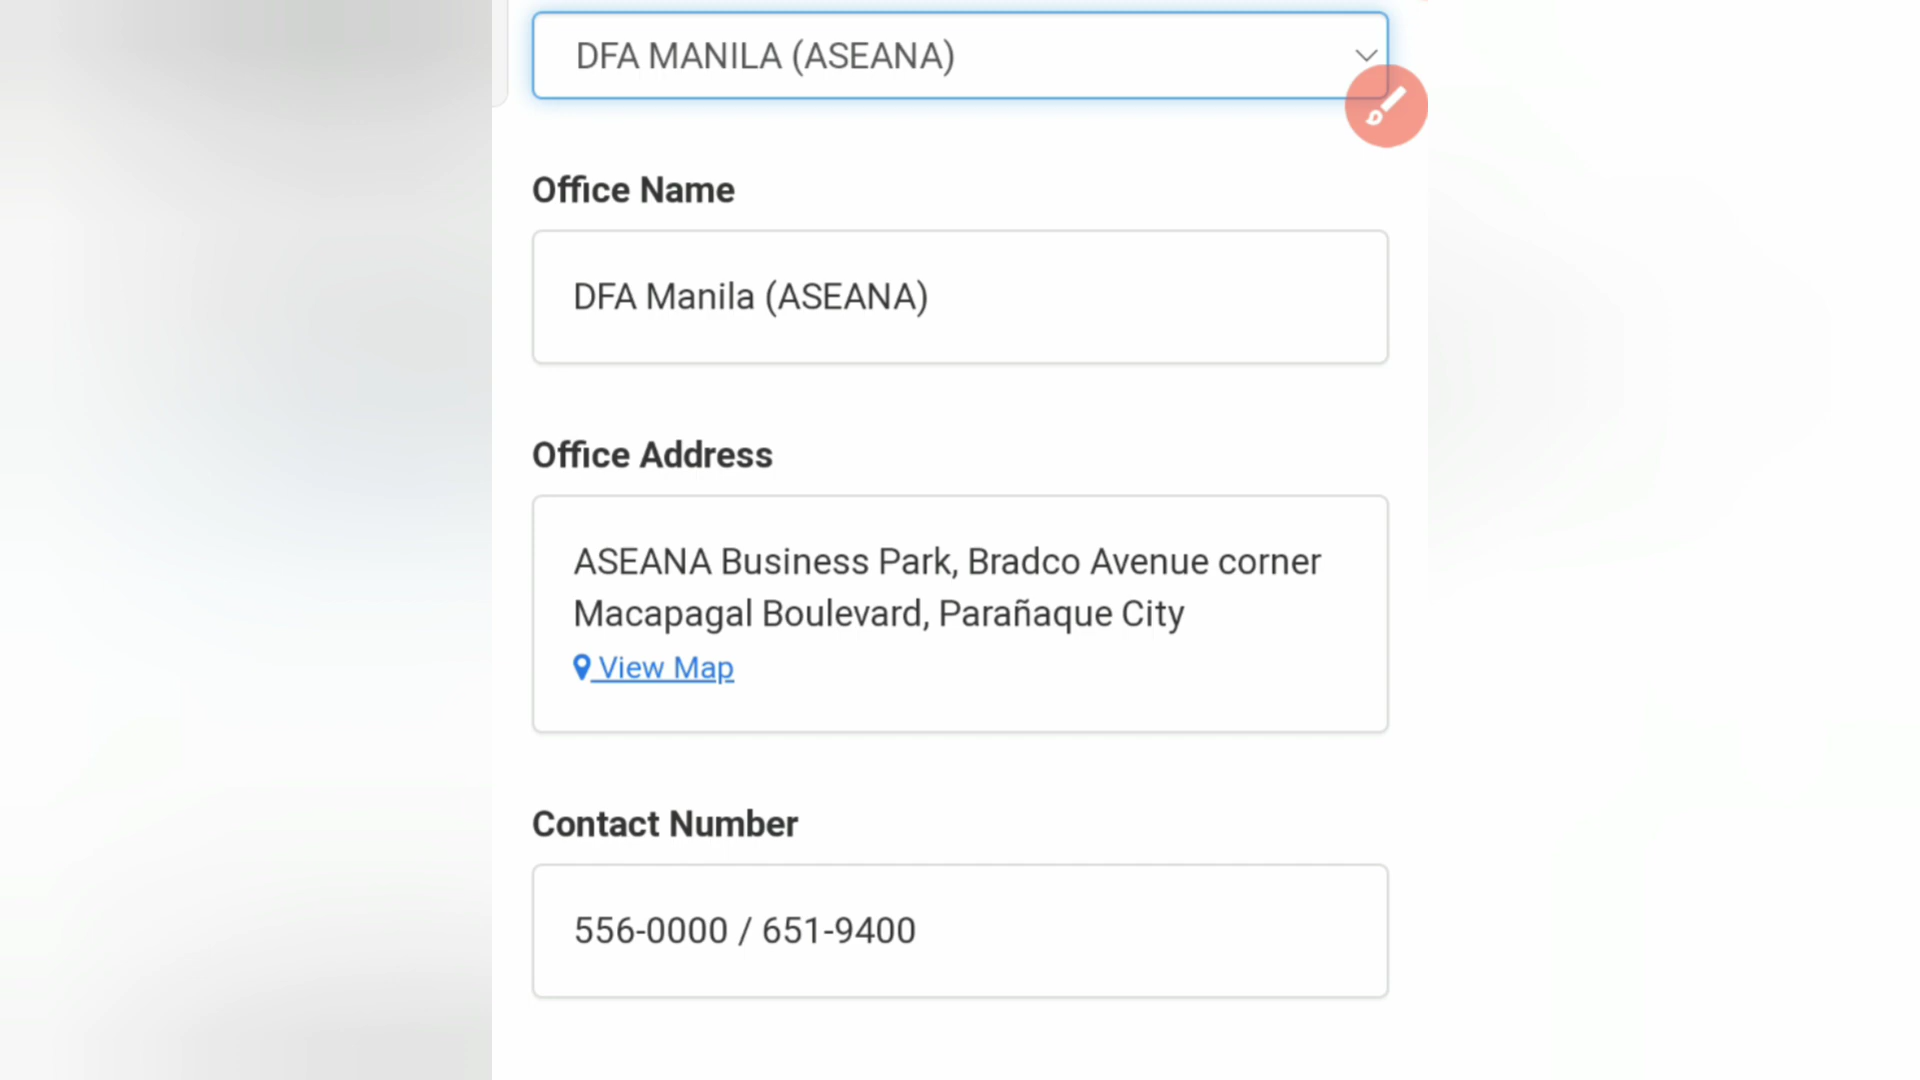 DFA MANILA (ASEANA)
Office Name
DFA Manila (ASEANA)
Office Address
ASEANA Business Park, Bradco Avenue corner
Macapagal Boulevard, Parañaque City
View Map
Contact Number
556-0000 / 651-9400